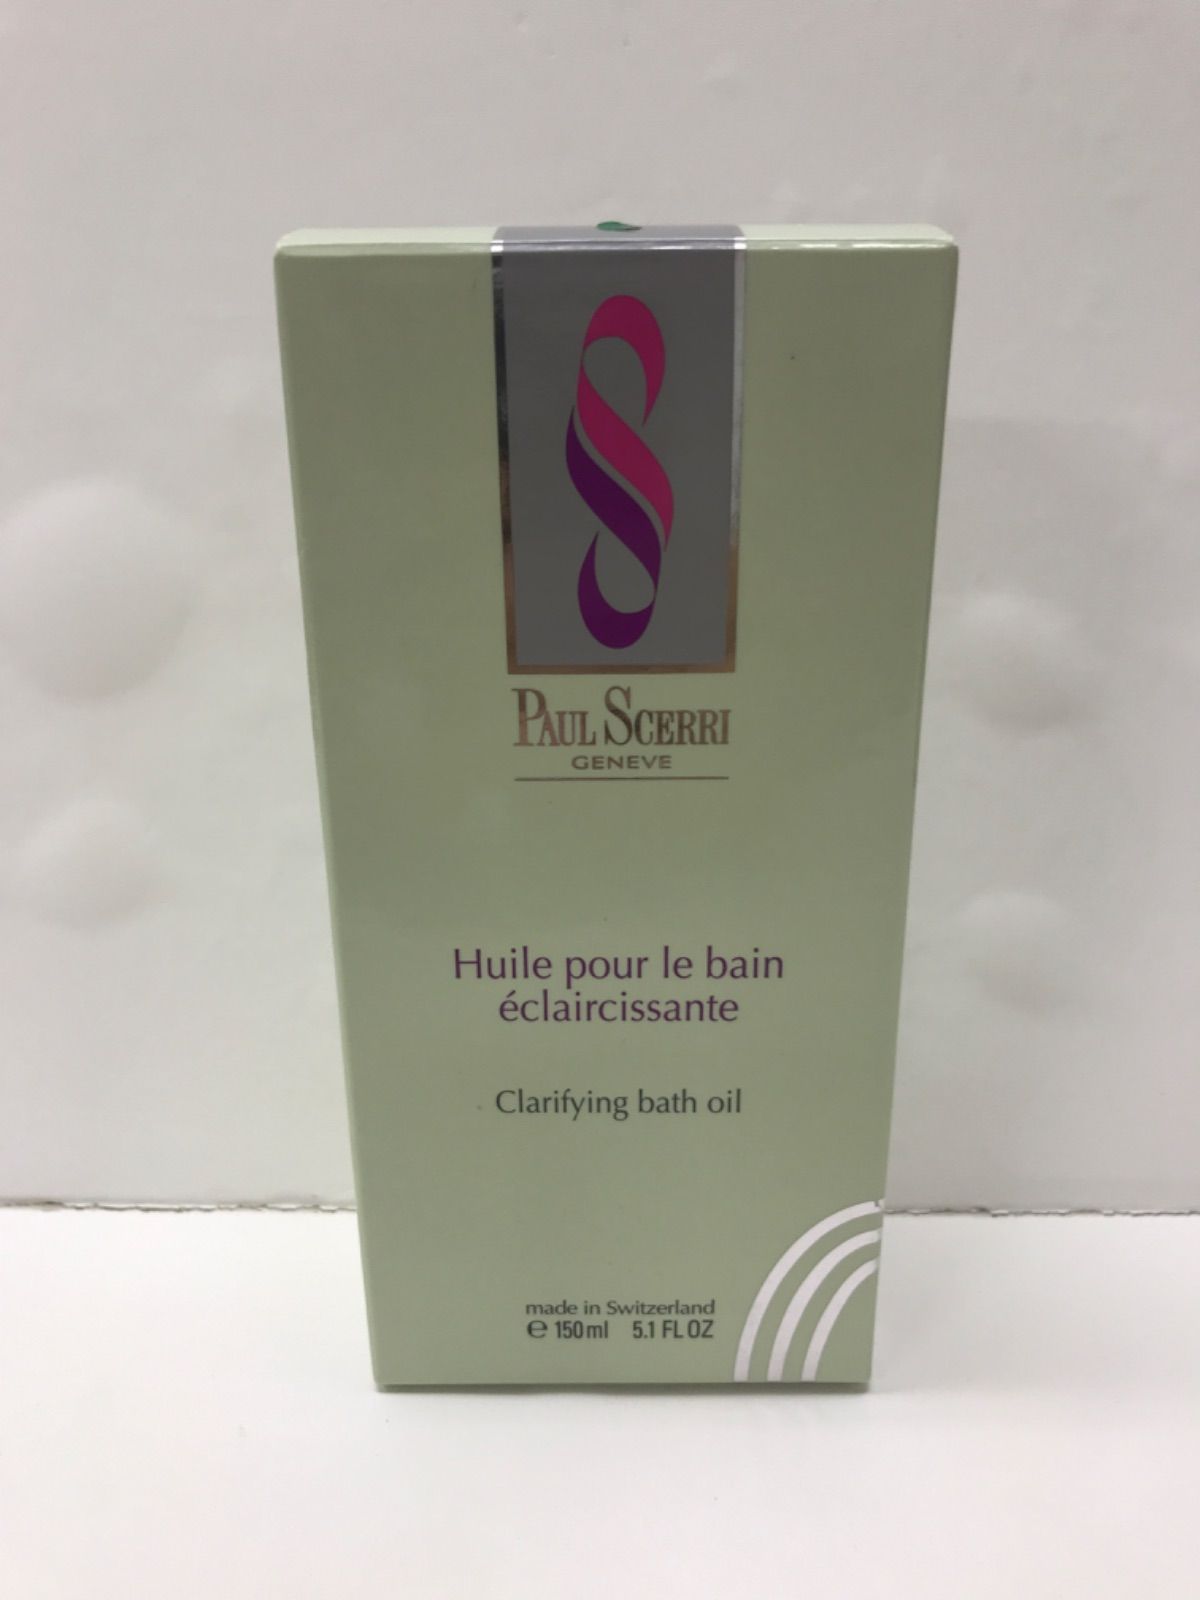 PAUL SCERRI
GENEVE
Huile pour le bain
éclaircissante
Clarifying bath oil
made in Switzerland
℮ 150ml 5.1 FL OZ